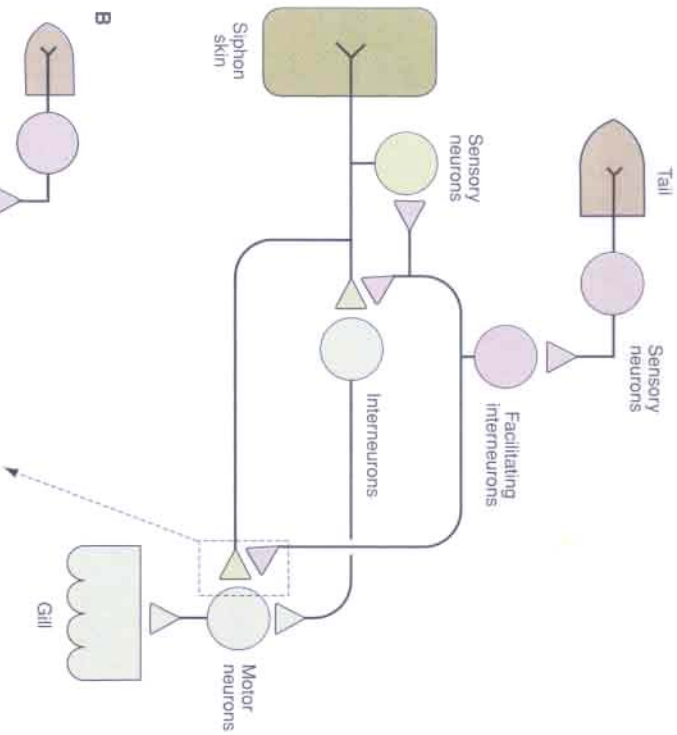 Tail
Sensory
neurons
Facilitating
interneurons
Sensory
neurons
Interneurons
Siphon
skin
Motor
neurons
Gill
B